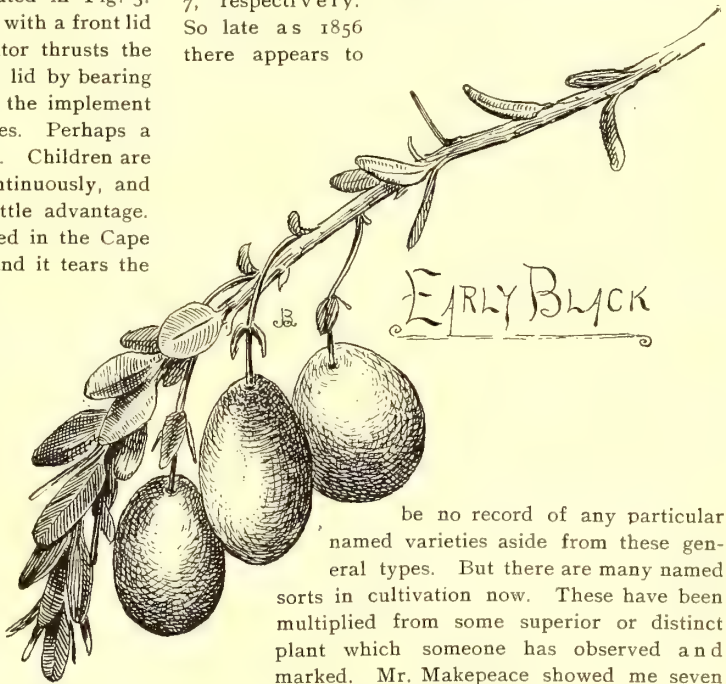 with a front lid
tor thrusts the
lid by bearing
the implement
es. Perhaps a
. Children are
ntinuously, and
ttle advantage.
ed in the Cape
nd it tears the
7, respectively.
So late as 1856
there appears to
EARLY BLACK
be no record of any particular
named varieties aside from these gen-
eral types. But there are many named
sorts in cultivation now. These have been
multiplied from some superior or distinct
plant which someone has observed and
marked. Mr. Makepeace showed me seven